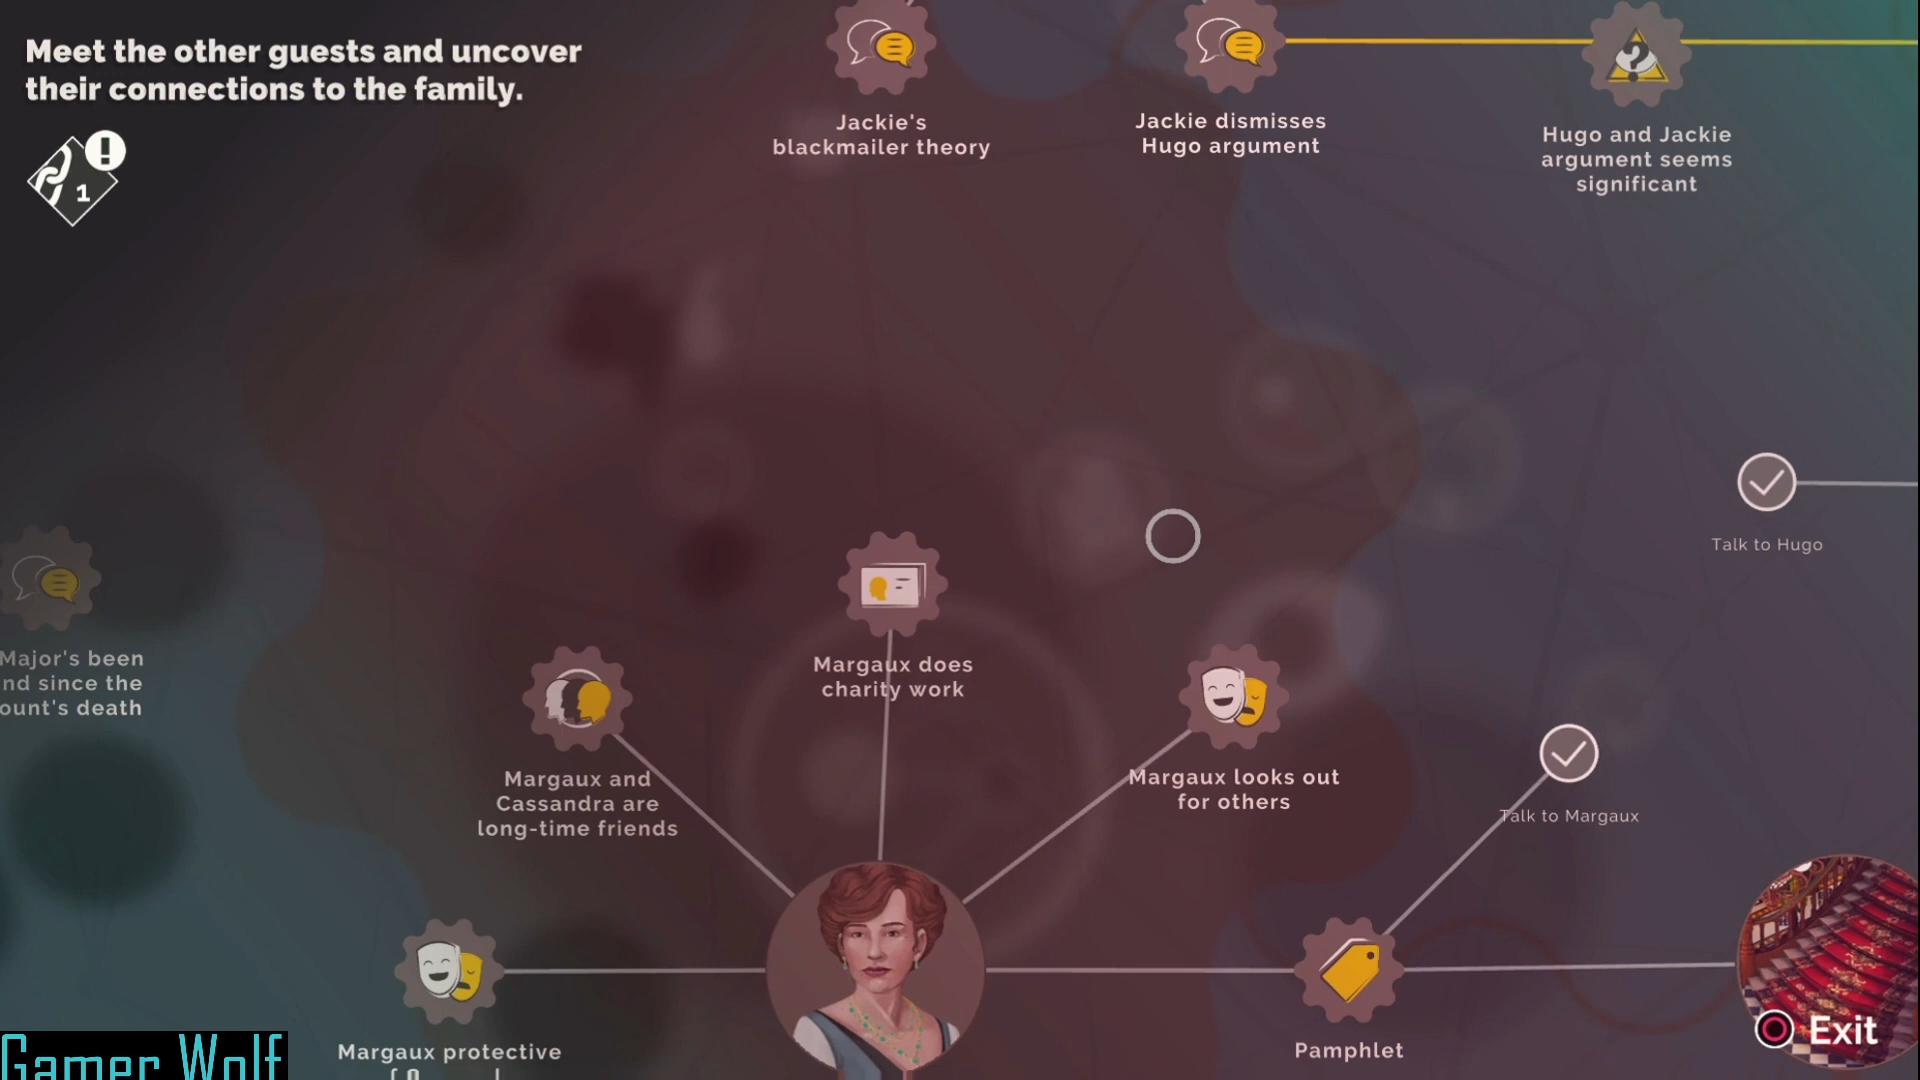 Meet the other guests and uncover
their connections to the family.
1
Jackie's
blackmailer theory
Jackie dismisses
Hugo argument
Hugo and Jackie
argument seems
significant
Talk to Hugo
Major's been
nd since the
ount's death
Margaux does
charity work
Margaux and
Cassandra are
long-time friends
Margaux looks out
for others
Talk to Margaux
Margaux protective
Pamphlet
Exit
Gamer Wolf